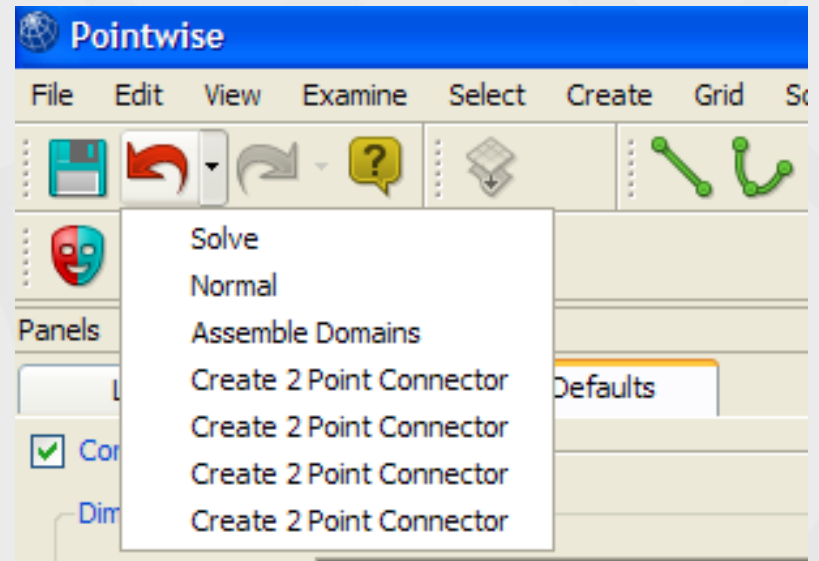 Pointwise
File Edit View Examine Select Create Grid
?
Solve
Normal
Panels
Assemble Domains
Create 2 Point Connector
Defaults
Create 2 Point Connector
Create 2 Point Connector
Create 2 Point Connector